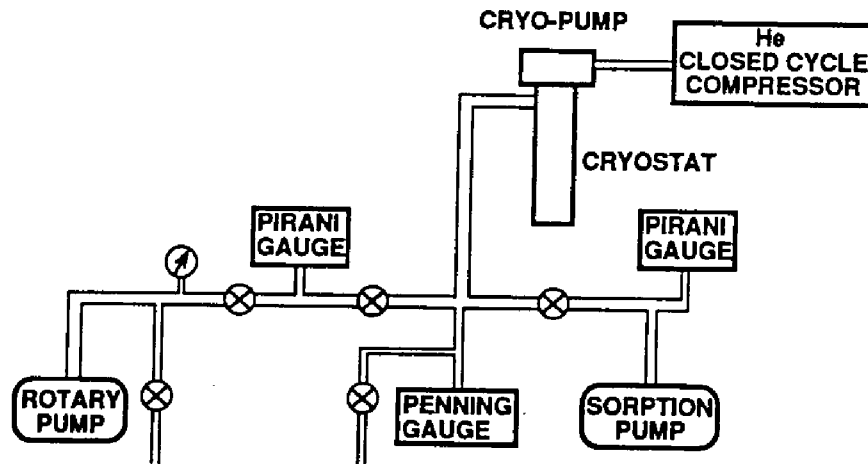 CRYO-PUMP
He
CLOSED CYCLE
COMPRESSOR
CRYOSTAT
PIRANI
GAUGE
PIRANI
GAUGE
ROTARY
PUMP
PENNING
GAUGE
SORPTION
PUMP